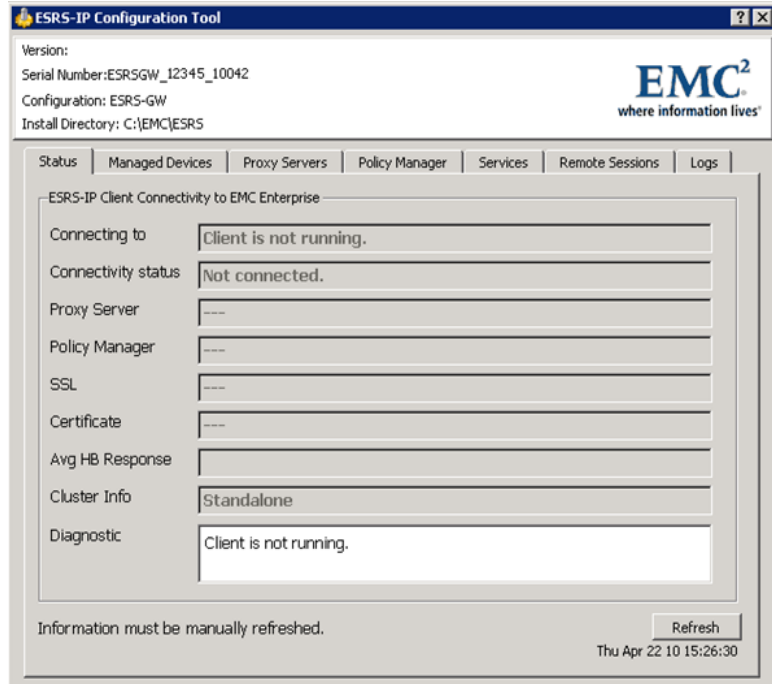 ESRS-IP Configuration Tool
Version:
Serial Number:ESRSGW_12345_10042
Configuration: ESRS-GW
Install Directory: C:\EMC\ESRS
EMC2
where information lives®
Status Managed Devices Proxy Servers Policy Manager Services Remote Sessions Logs
ESRS-IP Client Connectivity to EMC Enterprise
Connecting to Client is not running.
Connectivity status Not connected.
Proxy Server ---
Policy Manager ---
SSL ---
Certificate ---
Avg HB Response
Cluster Info Standalone
Diagnostic Client is not running.
Information must be manually refreshed.
Refresh
Thu Apr 22 10 15:26:30